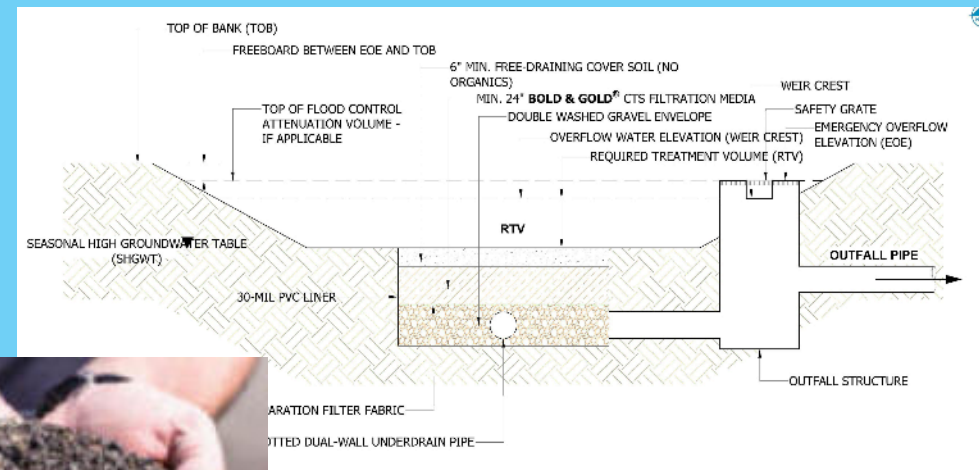 TOP OF BANK (TOB)
FREEBOARD BETWEEN EOE AND TOB
6" MIN. FREE-DRAINING COVER SOIL (NO
ORGANICS)
WEIR CREST
MIN. 24" BOLD & GOLD® CTS FILTRATION MEDIA
TOP OF FLOOD CONTROL
ATTENUATION VOLUME -
IF APPLICABLE
DOUBLE WASHED GRAVEL ENVELOPE
SAFETY GRATE
OVERFLOW WATER ELEVATION (WEIR CREST)
EMERGENCY OVERFLOW
ELEVATION (EOE)
REQUIRED TREATMENT VOLUME (RTV)
RTV
SEASONAL HIGH GROUNDWATER TABLE
(SHGWT)
OUTFALL PIPE
30-MIL PVC LINER
OUTFALL STRUCTURE
ARATION FILTER FABRIC
OTTED DUAL-WALL UNDERDRAIN PIPE